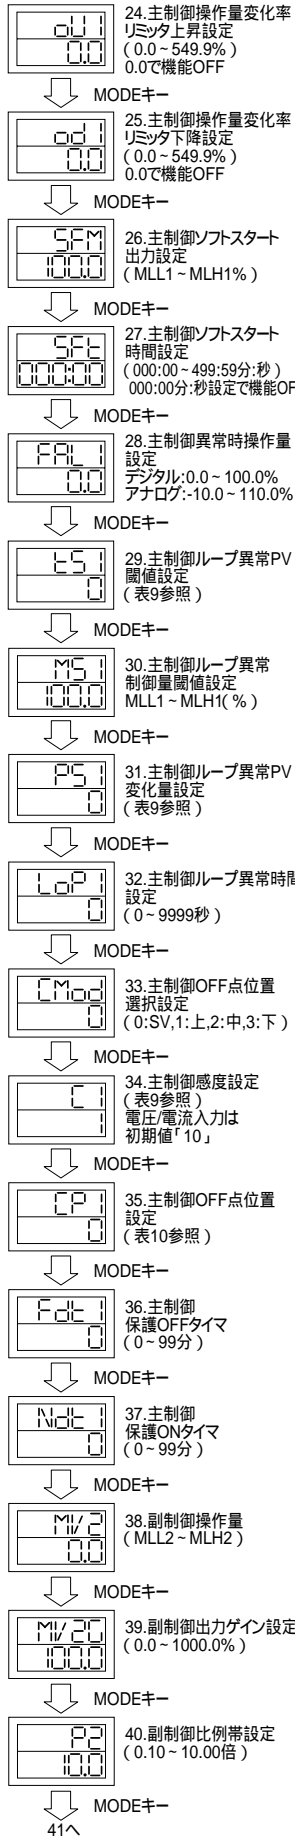 oU1
0.0
24.主制御操作量変化率
リミッタ上昇設定
(0.0~549.9%)
0.0で機能OFF
MODEキー
od1
0.0
25.主制御操作量変化率
リミッタ下降設定
(0.0~549.9%)
0.0で機能OFF
MODEキー
SFM
100.0
26.主制御ソフトスタート
出力設定
(MLL1~MLH1%)
MODEキー
SFt
000:00
27.主制御ソフトスタート
時間設定
(000:00~499:59分:秒)
000:00分:秒設定で機能OF
MODEキー
FAL1
0.0
28.主制御異常時操作量
設定
デジタル:0.0~100.0%
アナログ:-10.0~110.0%
MODEキー
tS1
0
29.主制御ループ異常PV
閾値設定
(表9参照)
MODEキー
MS1
100.0
30.主制御ループ異常
制御量閾値設定
MLL1~MLH1(%)
MODEキー
PS1
0
31.主制御ループ異常PV
変化量設定
(表9参照)
MODEキー
LoP1
0
32.主制御ループ異常時間
設定
(0~9999秒)
MODEキー
CMod
0
33.主制御OFF点位置
選択設定
(0:SV,1:上,2:中,3:下)
MODEキー
C1
1
34.主制御感度設定
(表9参照)
電圧/電流入力は
初期値「10」
MODEキー
CP1
0
35.主制御OFF点位置
設定
(表10参照)
MODEキー
Fdt1
0
36.主制御
保護OFFタイマ
(0~99分)
MODEキー
Ndt1
0
37.主制御
保護ONタイマ
(0~99分)
MODEキー
MV2
0.0
38.副制御操作量
(MLL2~MLH2)
MODEキー
MV2G
100.0
39.副制御出力ゲイン設定
(0.0~1000.0%)
MODEキー
P2
10.0
40.副制御比例帯設定
(0.10~10.00倍)
MODEキー
41へ